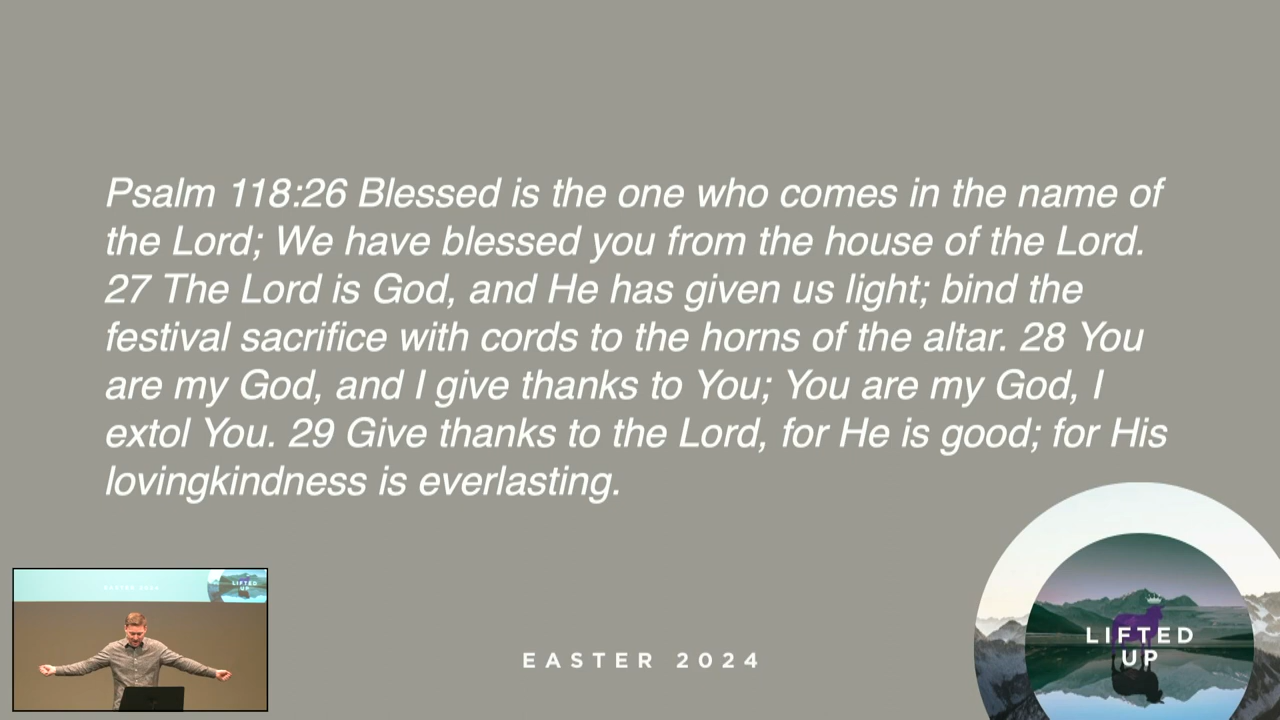 Psalm 118:26 Blessed is the one who comes in the name of
the Lord; We have blessed you from the house of the Lord.
27 The Lord is God, and He has given us light; bind the
festival sacrifice with cords to the horns of the altar. 28 You
are my God, and I give thanks to You; You are my God, I
extol You. 29 Give thanks to the Lord, for He is good; for His
lovingkindness is everlasting.
LIFTED
UP
EASTER 2024
LIFTED
UP
EASTER 2024